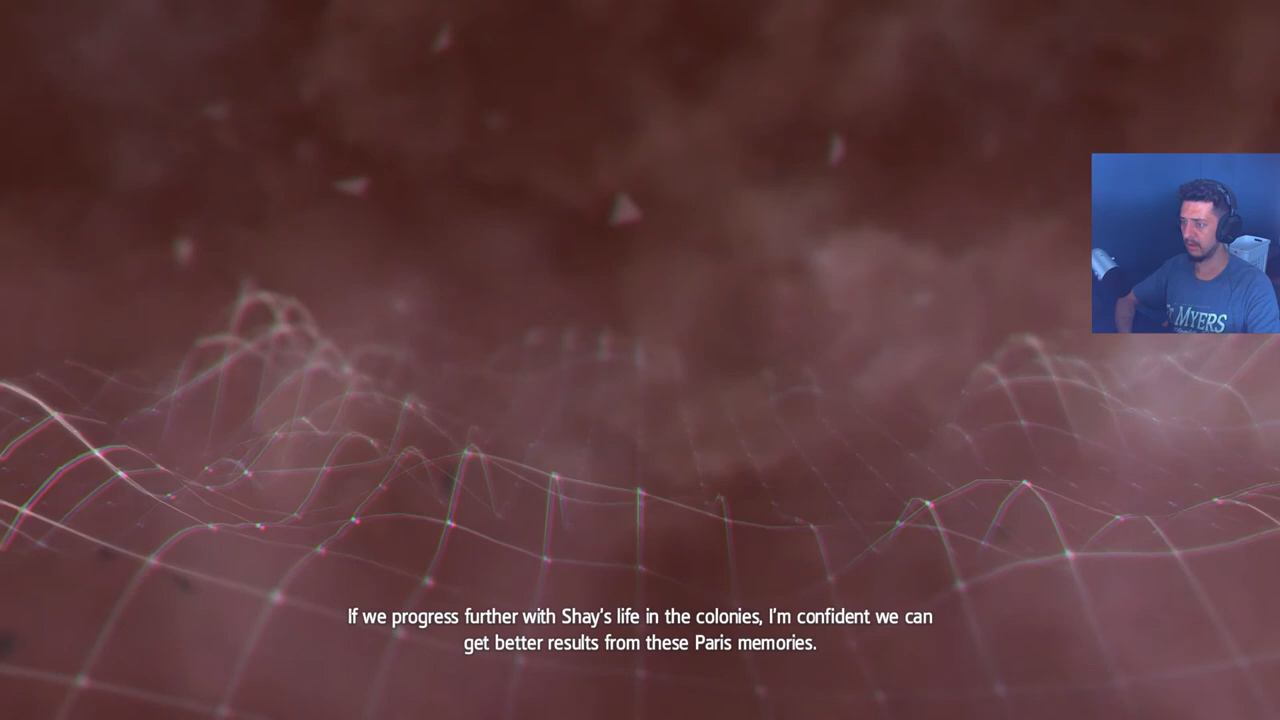 MYERS
If we progress further with Shay's life in the colonies, I'm confident we can
get better results from these Paris memories.